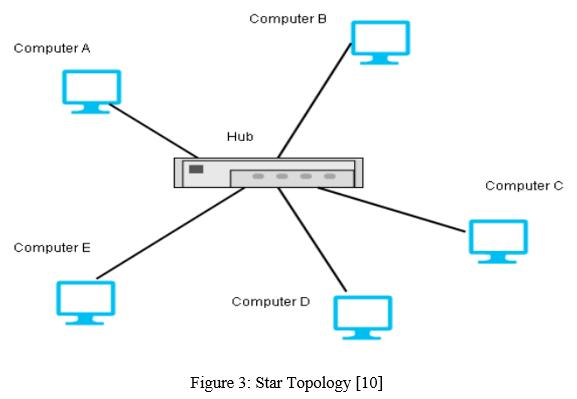 Computer B
Computer A
Hub
Computer C
Computer E
Computer D
Figure 3: Star Topology [10]